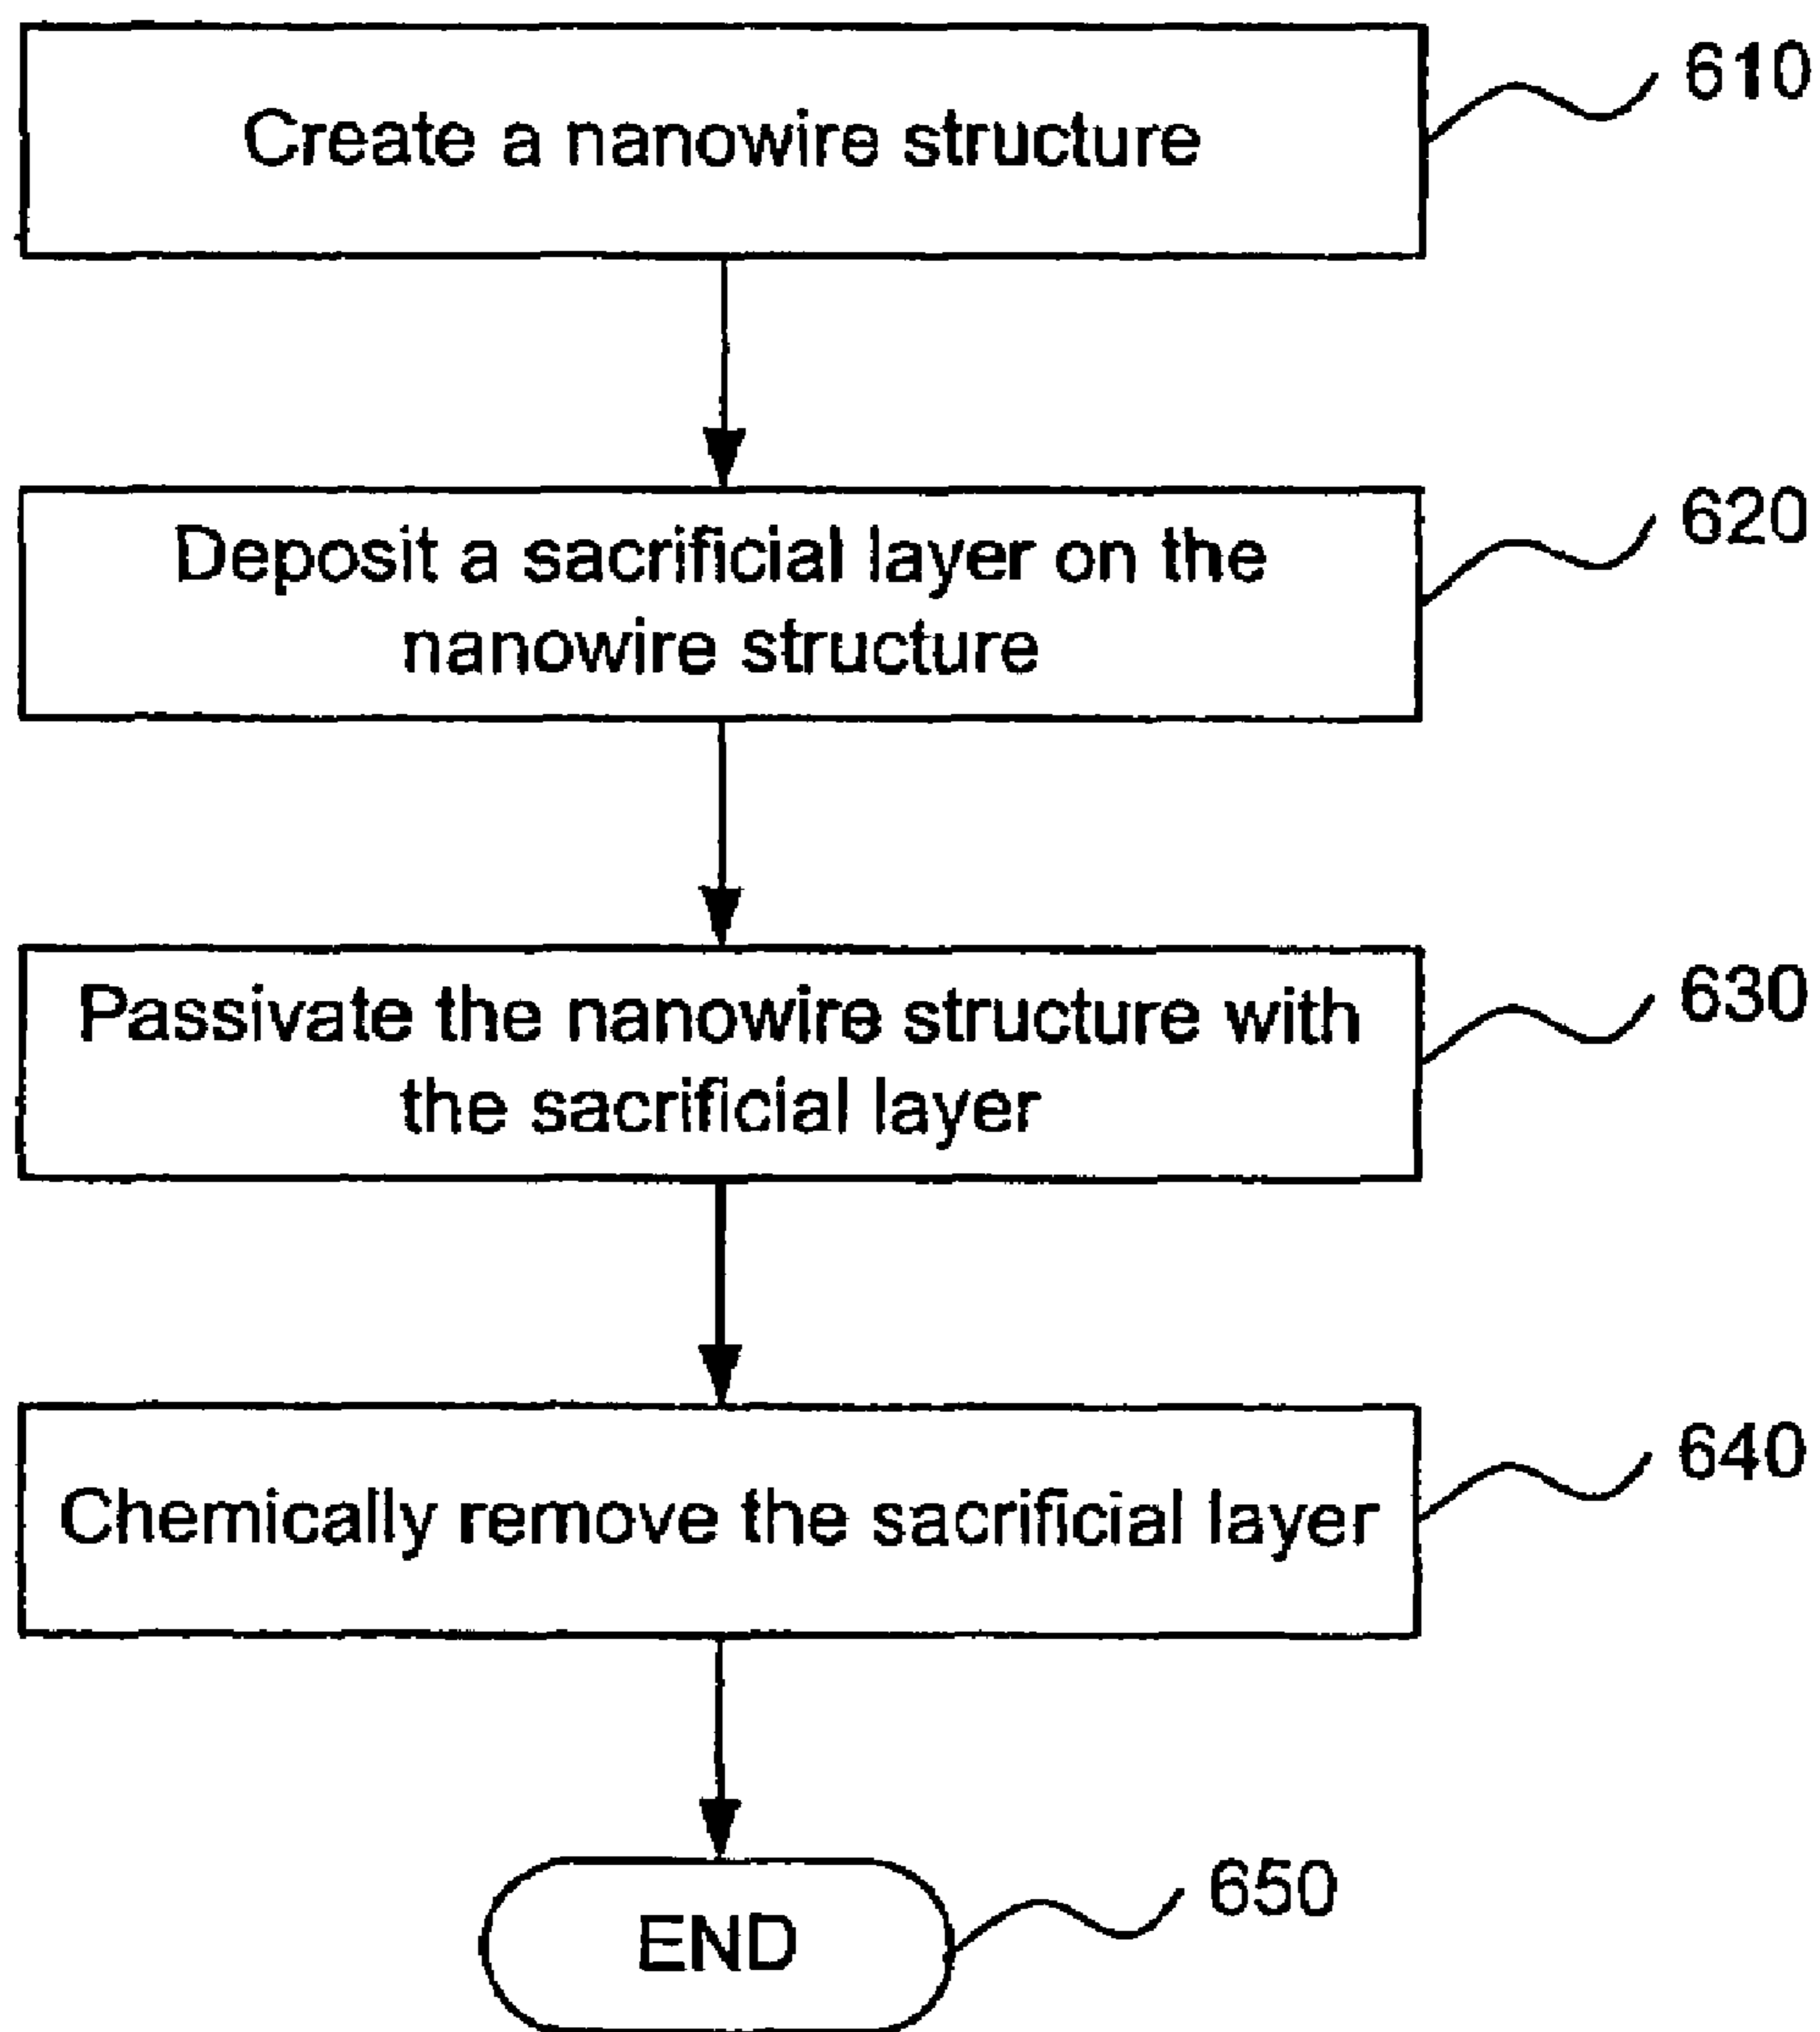 Create a nanowire structure
610
Deposit a sacrificial layer on the
nanowire structure
620
Passivate the nanowire structure with
the sacrificial layer
630
Chemically remove the sacrificial layer
640
END
650